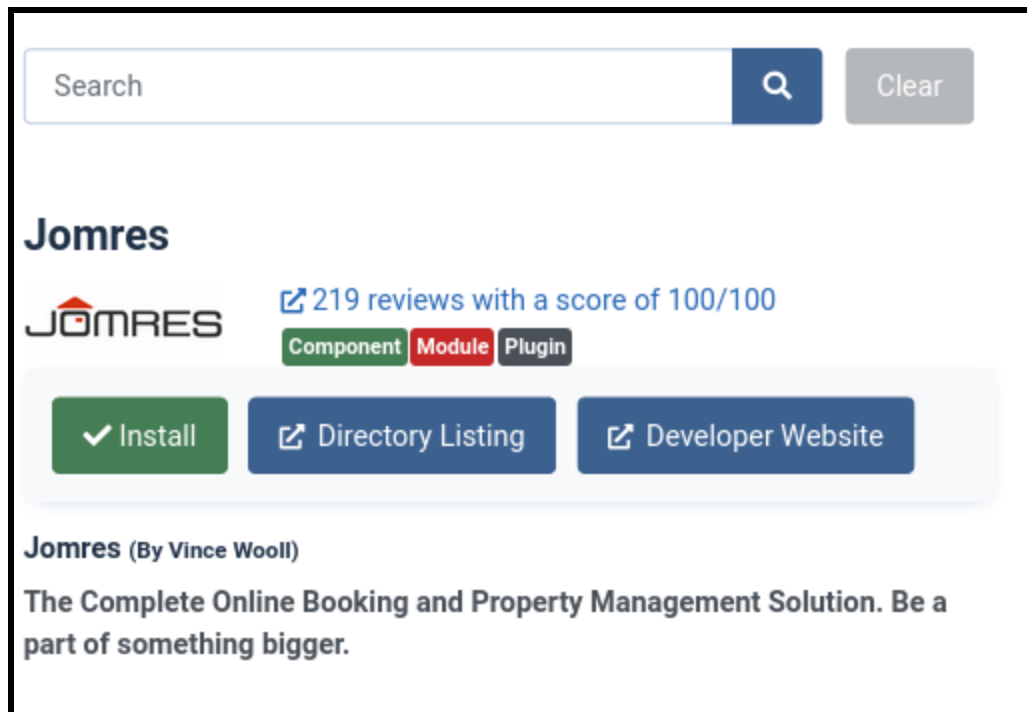 Search
Clear
Jomres
JOMRES
219 reviews with a score of 100/100
Component Module Plugin
Install
Directory Listing
Developer Website
Jomres (By Vince Wooll)
The Complete Online Booking and Property Management Solution. Be a
part of something bigger.